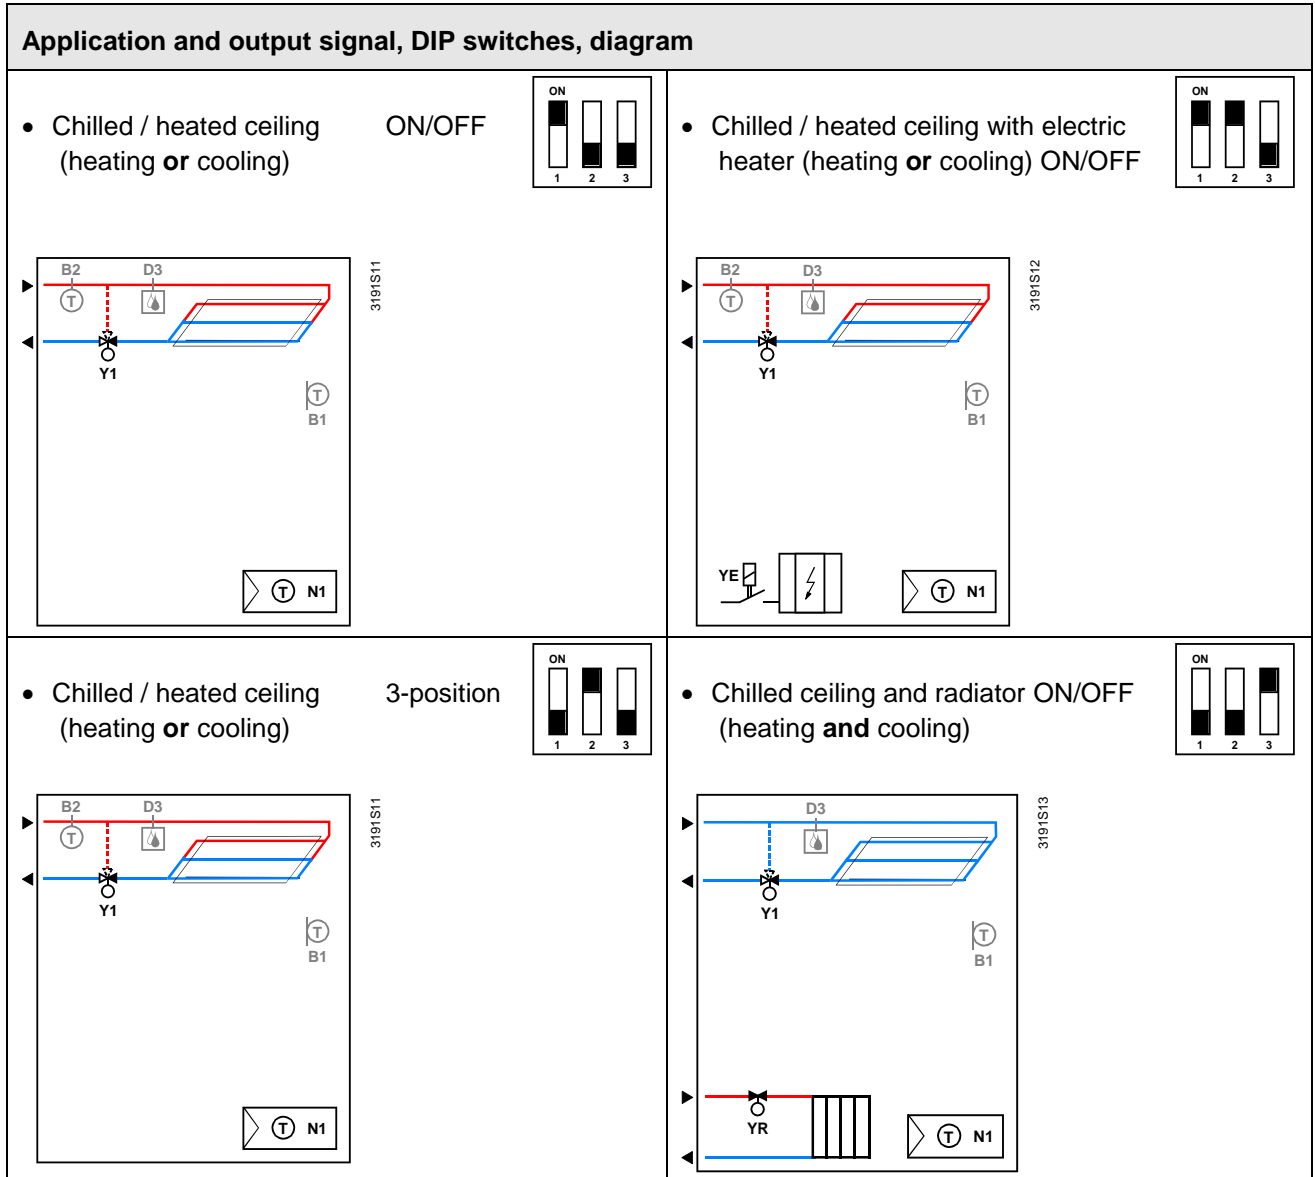 Application and output signal, DIP switches, diagram
• Chilled / heated ceiling ON/OFF
(heating or cooling)
ON
1 2 3
B2 D3
T
Y1
T
B1
T N1
3191S11
• Chilled / heated ceiling with electric
heater (heating or cooling) ON/OFF
ON
1 2 3
B2 D3
T
Y1
T
B1
YE
T N1
3191S12
• Chilled / heated ceiling 3-position
(heating or cooling)
ON
1 2 3
B2 D3
T
Y1
T
B1
T N1
3191S11
• Chilled ceiling and radiator ON/OFF
(heating and cooling)
ON
1 2 3
D3
Y1
T
B1
YR
T N1
3191S13